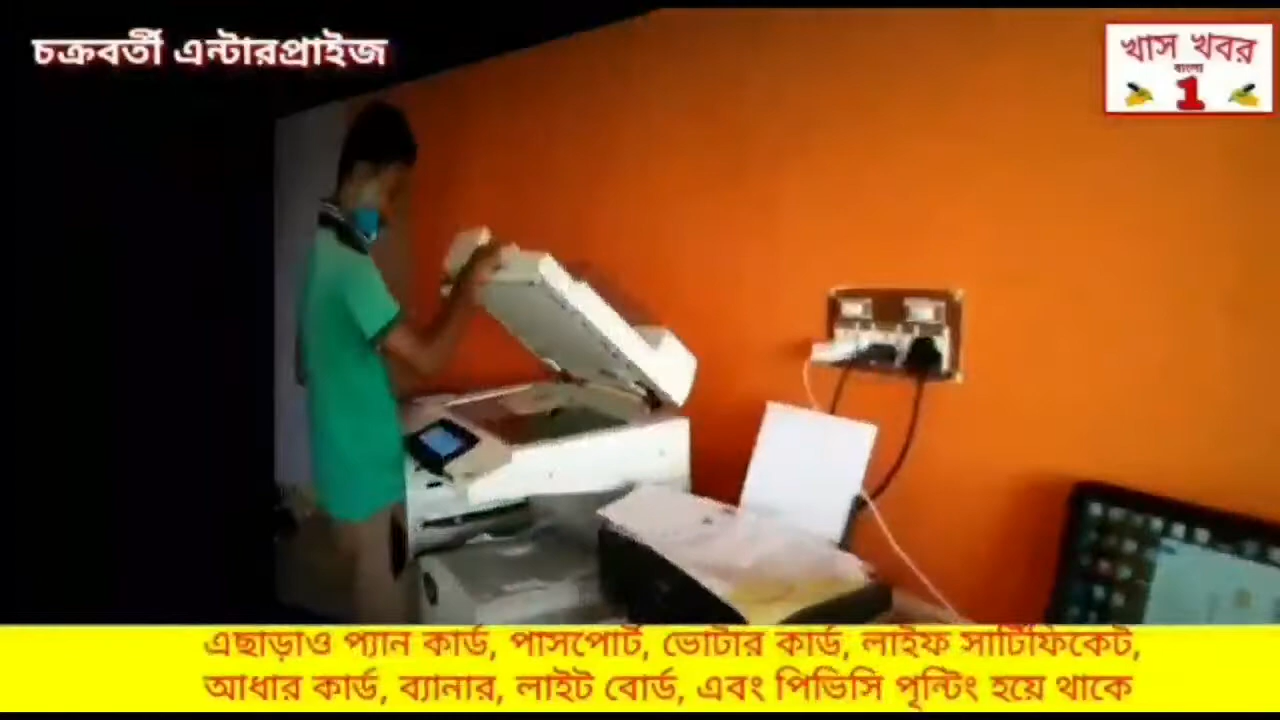 চক্রবর্তী এন্টারপ্রাইজ
খাস খবর
বাংলা
1
এছাড়াও প্যান কার্ড, পাসপোর্ট, ভোটার কার্ড, লাইফ সার্টিফিকেট,
আধার কার্ড, ব্যানার, লাইট বোর্ড, এবং পিভিসি পৃন্টিং হয়ে থাকে